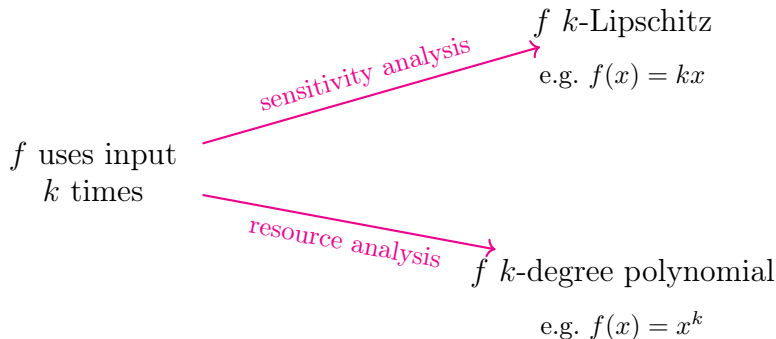 f k-Lipschitz
e.g. f(x) = kx
sensitivity analysis
f uses input
k times
resource analysis
f k-degree polynomial
e.g. f(x) = x^k